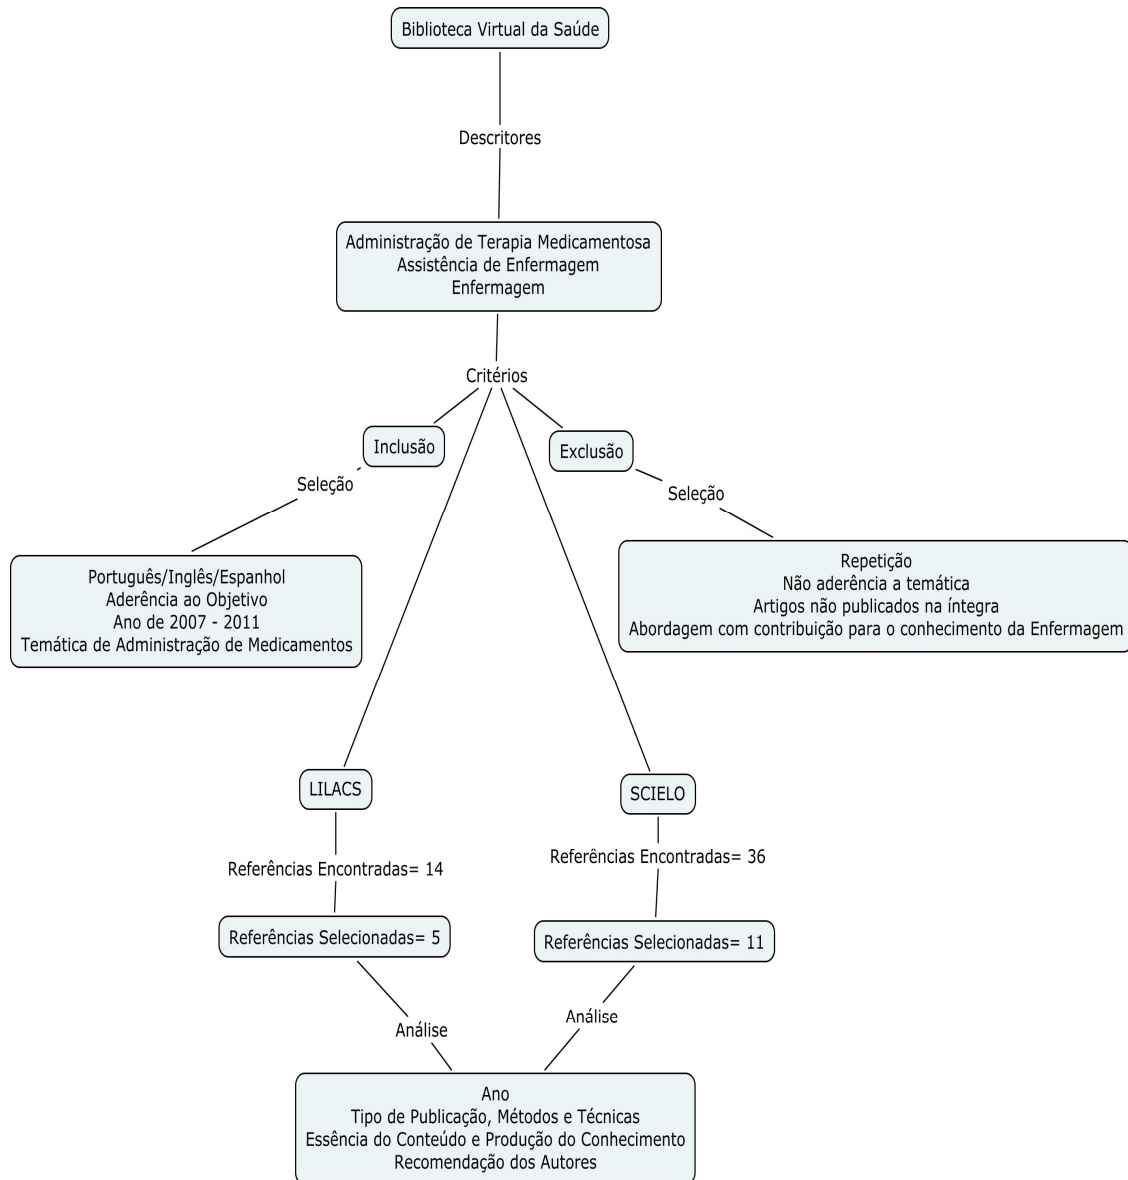 Biblioteca Virtual da Saúde
Descritores
Administração de Terapia Medicamentosa
Assistência de Enfermagem
Enfermagem
Critérios
Inclusão
Exclusão
Seleção
Seleção
Português/Inglês/Espanhol
Aderência ao Objetivo
Ano de 2007 - 2011
Temática de Administração de Medicamentos
Repetição
Não aderência a temática
Artigos não publicados na íntegra
Abordagem com contribuição para o conhecimento da Enfermagem
LILACS
SCIELO
Referências Encontradas= 14
Referências Encontradas= 36
Referências Selecionadas= 5
Referências Selecionadas= 11
Análise
Análise
Ano
Tipo de Publicação, Métodos e Técnicas
Essência do Conteúdo e Produção do Conhecimento
Recomendação dos Autores